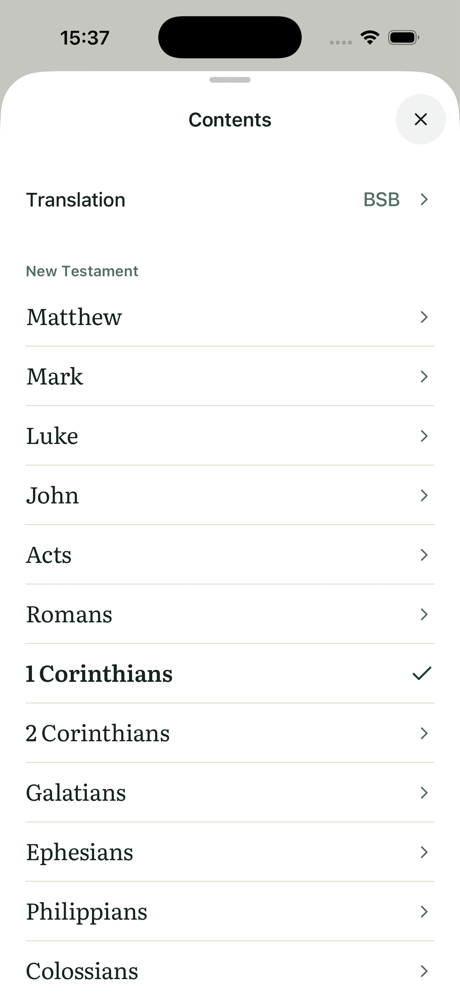 15:37
Contents
Translation BSB
New Testament
Matthew
Mark
Luke
John
Acts
Romans
1 Corinthians
2 Corinthians
Galatians
Ephesians
Philippians
Colossians